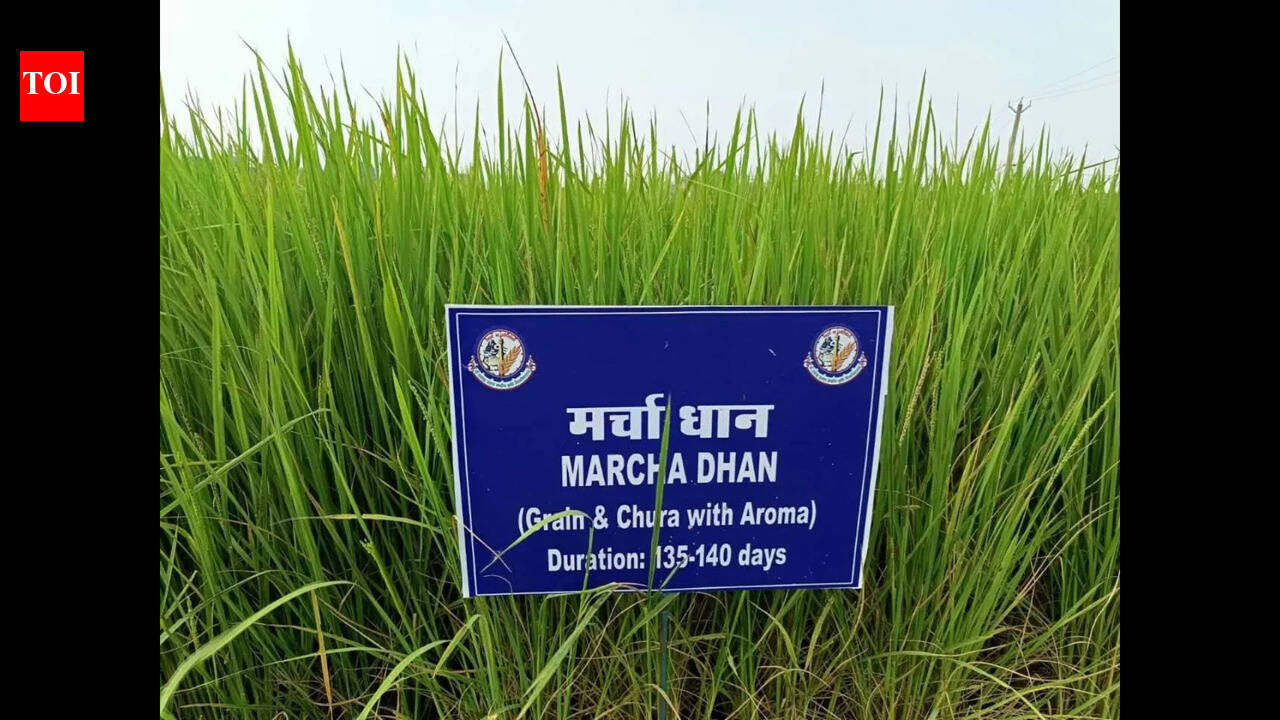 TOI
मर्चा धान
MARCHA DHAN
(Grain & Chura with Aroma)
Duration: 135-140 days